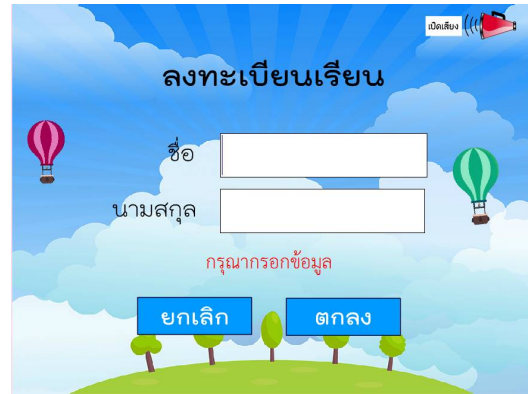 เปิดเสียง
ลงทะเบียนเรียน
ชื่อ
นามสกุล
กรุณากรอกข้อมูล
ยกเลิก ตกลง